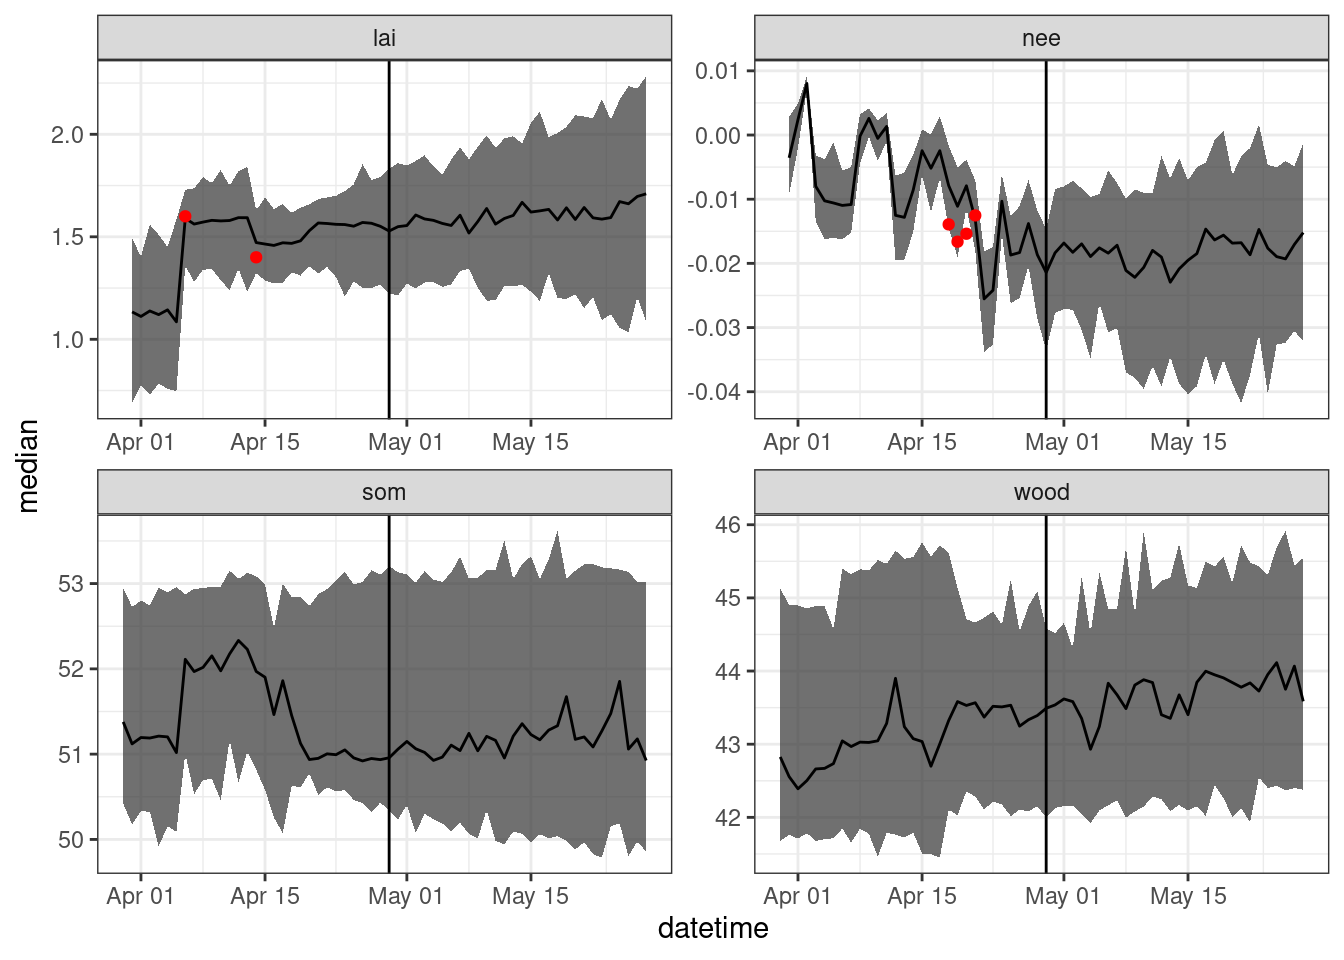 lai
nee
2.0
1.5
1.0
0.01
0.00
-0.01
-0.02
-0.03
-0.04
Apr 01 Apr 15 May 01 May 15
Apr 01 Apr 15 May 01 May 15
median
som
wood
53
52
51
50
46
45
44
43
42
Apr 01 Apr 15 May 01 May 15
Apr 01 Apr 15 May 01 May 15
datetime